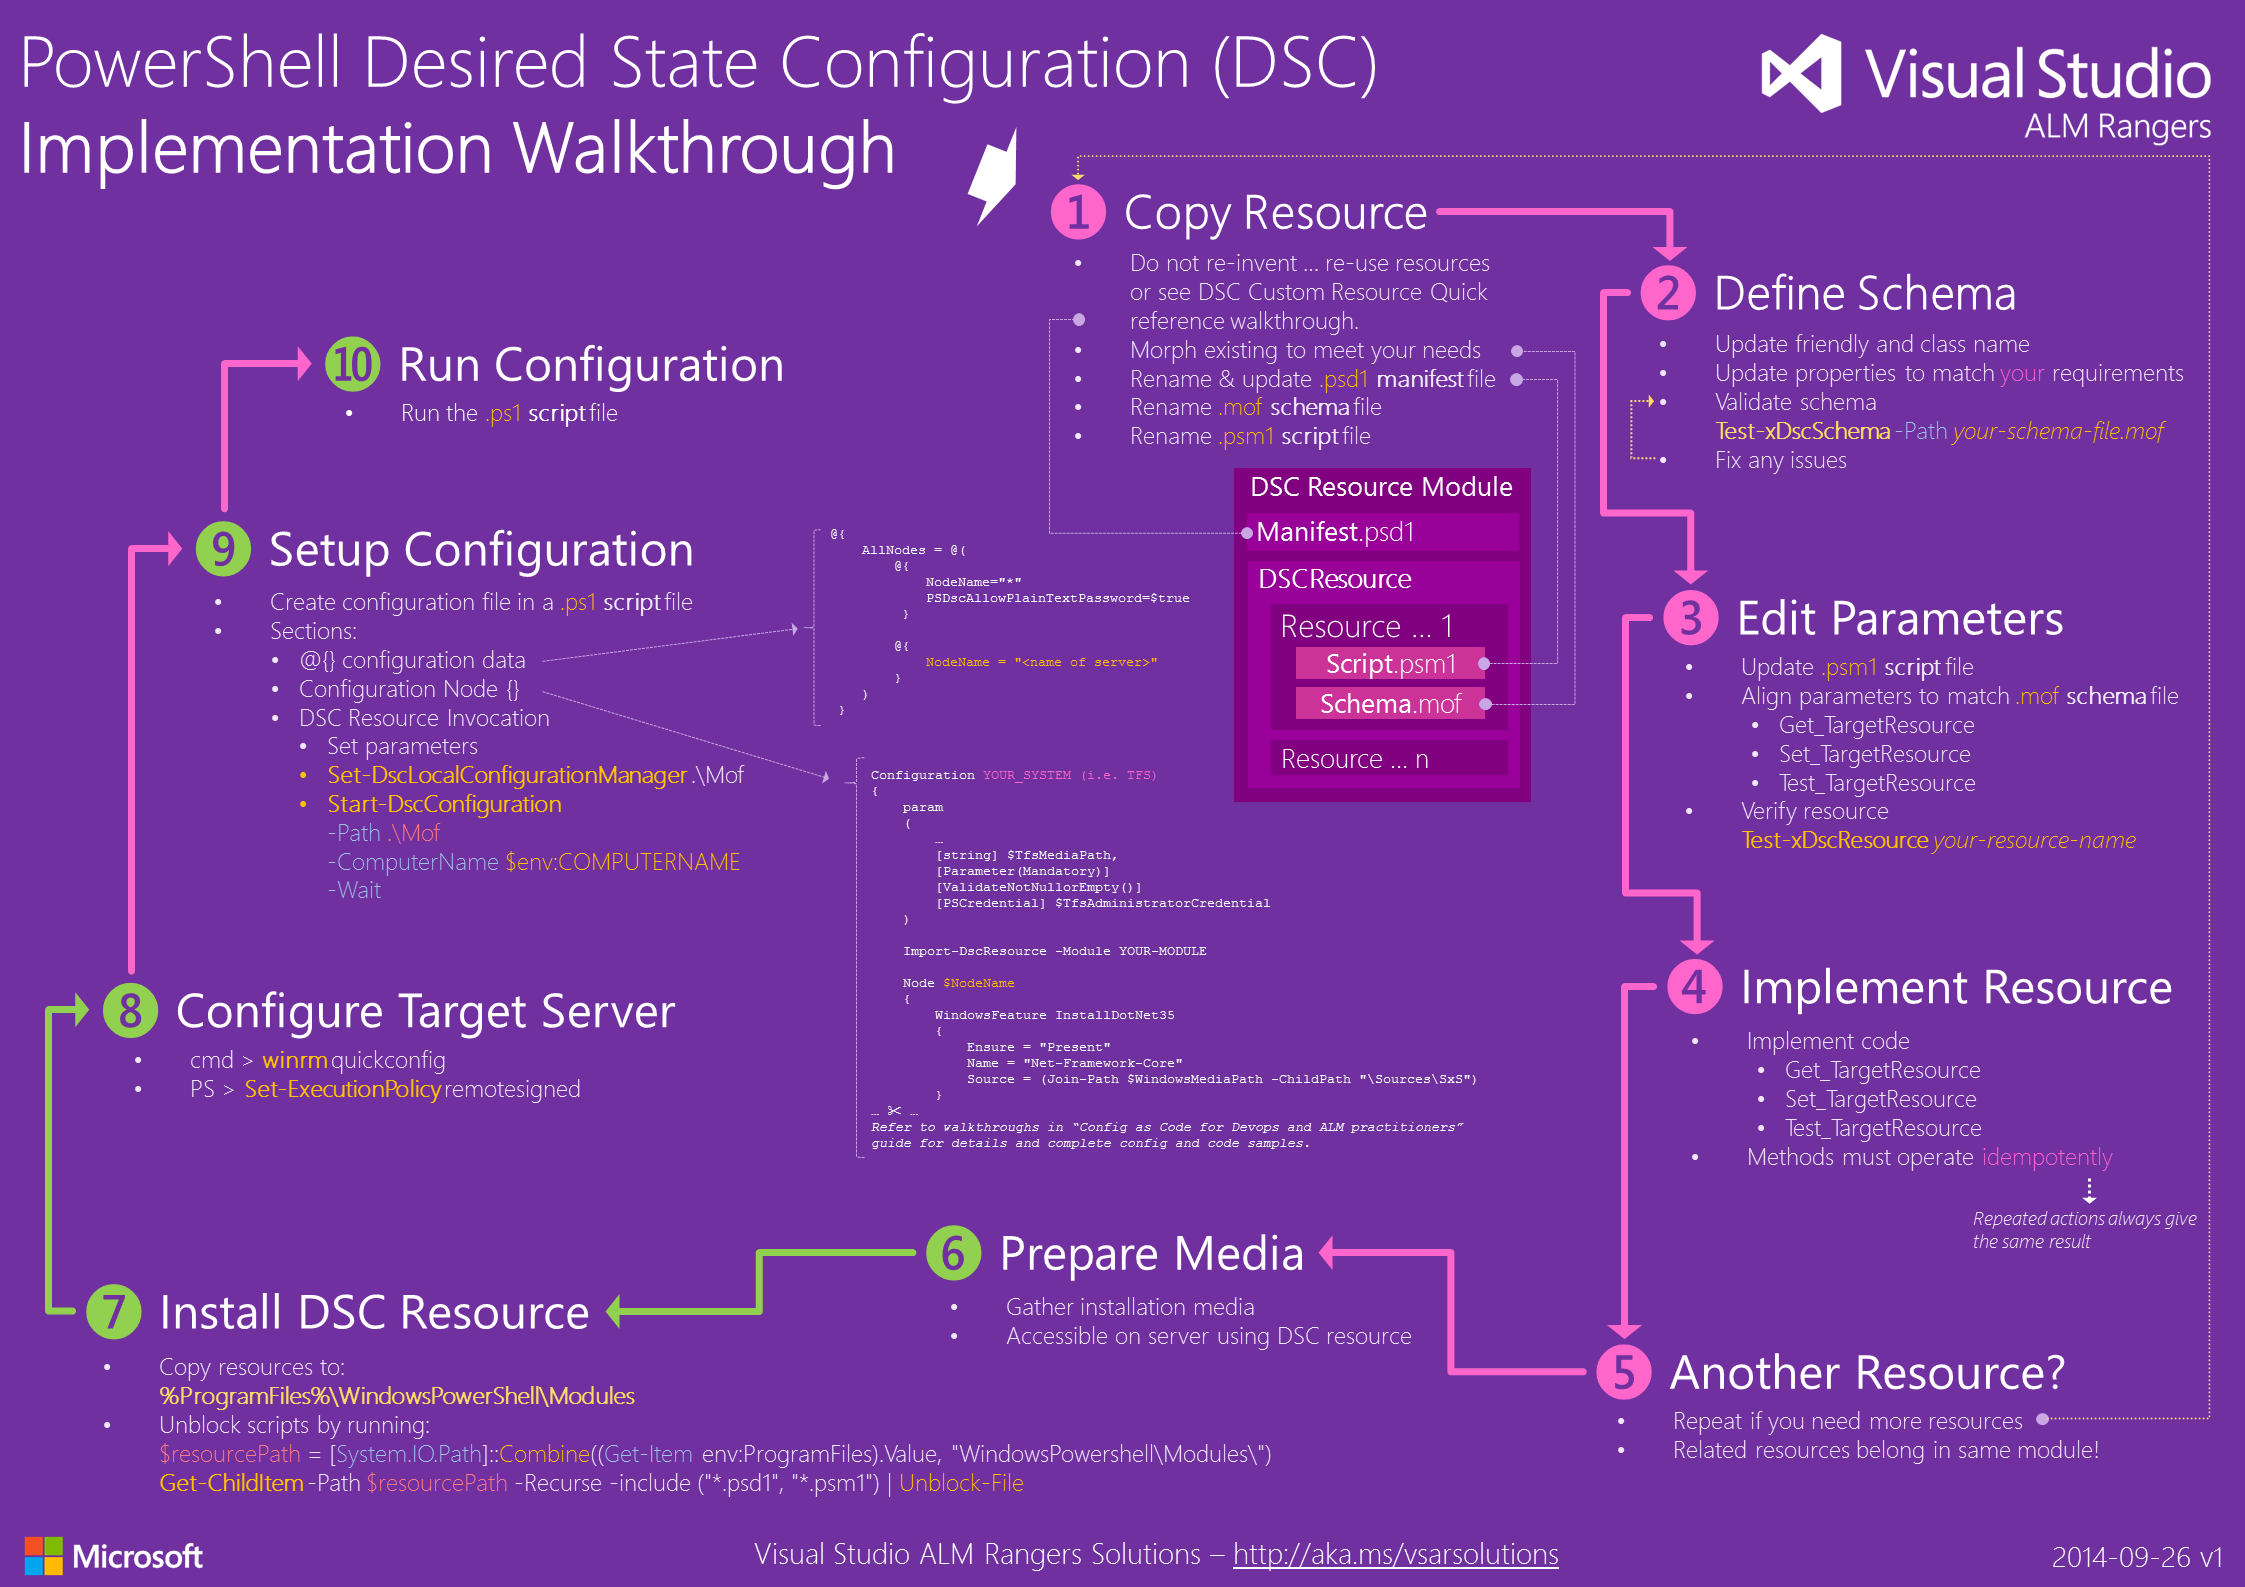 PowerShell Desired State Configuration (DSC)
Implementation Walkthrough
Visual Studio
ALM Rangers
1 Copy Resource
• Do not re-invent ... re-use resources
or see DSC Custom Resource Quick
reference walkthrough.
• Morph existing to meet your needs
• Rename & update .psd1 manifest file
• Rename .mof schema file
• Rename .psm1 script file
DSC Resource Module
Manifest.psd1
DSCResource
Resource ... 1
Script.psm1
Schema.mof
Resource ... n
2 Define Schema
• Update friendly and class name
• Update properties to match your requirements
• Validate schema
Test-xDscSchema -Path your-schema-file.mof
• Fix any issues
3 Edit Parameters
• Update .psm1 script file
• Align parameters to match .mof schema file
• Get_TargetResource
• Set_TargetResource
• Test_TargetResource
• Verify resource
Test-xDscResource your-resource-name
4 Implement Resource
• Implement code
• Get_TargetResource
• Set_TargetResource
• Test_TargetResource
• Methods must operate idempotently
Repeated actions always give
the same result
5 Another Resource?
• Repeat if you need more resources
• Related resources belong in same module!
6 Prepare Media
• Gather installation media
• Accessible on server using DSC resource
7 Install DSC Resource
• Copy resources to:
%ProgramFiles%\WindowsPowerShell\Modules
• Unblock scripts by running:
$resourcePath = [System.IO.Path]::Combine((Get-Item env:ProgramFiles).Value, "WindowsPowershell\Modules\")
Get-ChildItem -Path $resourcePath -Recurse -include ("*.psd1", "*.psm1") | Unblock-File
8 Configure Target Server
• cmd > winrm quickconfig
• PS > Set-ExecutionPolicy remotesigned
9 Setup Configuration
• Create configuration file in a .ps1 script file
• Sections:
• @{} configuration data
• Configuration Node {}
• DSC Resource Invocation
• Set parameters
• Set-DscLocalConfigurationManager .\Mof
• Start-DscConfiguration
-Path .\Mof
-ComputerName $env:COMPUTERNAME
-Wait
@{
AllNodes = @(
@{
NodeName="*"
PSDscAllowPlainTextPassword=$true
}
@{
NodeName = "<name of server>"
}
)
}
Configuration YOUR_SYSTEM (i.e. TFS)
{
param
(
…
[string] $TfsMediaPath,
[Parameter(Mandatory)]
[ValidateNotNullorEmpty()]
[PSCredential] $TfsAdministratorCredential
)
Import-DscResource -Module YOUR-MODULE
Node $NodeName
{
WindowsFeature InstallDotNet35
{
Ensure = "Present"
Name = "Net-Framework-Core"
Source = (Join-Path $WindowsMediaPath -ChildPath "\Sources\SxS")
}
… ✂ …
Refer to walkthroughs in “Config as Code for Devops and ALM practitioners”
guide for details and complete config and code samples.
10 Run Configuration
• Run the .ps1 script file
Microsoft
Visual Studio ALM Rangers Solutions – http://aka.ms/vsarsolutions
2014-09-26 v1